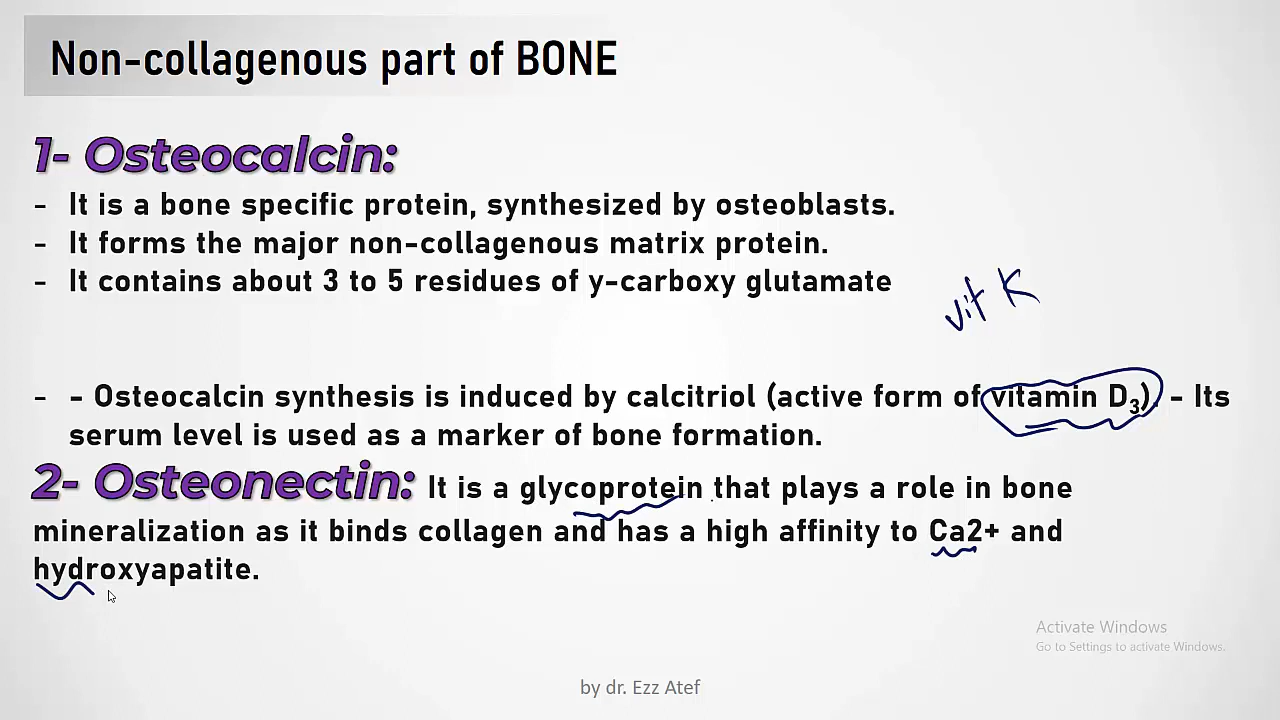 Non-collagenous part of BONE
1- Osteocalcin:
- It is a bone specific protein, synthesized by osteoblasts.
- It forms the major non-collagenous matrix protein.
- It contains about 3 to 5 residues of y-carboxy glutamate
vit K
- - Osteocalcin synthesis is induced by calcitriol (active form of vitamin D3). - Its
serum level is used as a marker of bone formation.
2- Osteonectin: It is a glycoprotein that plays a role in bone
mineralization as it binds collagen and has a high affinity to Ca2+ and
hydroxyapatite.
Activate Windows
Go to Settings to activate Windows.
by dr. Ezz Atef